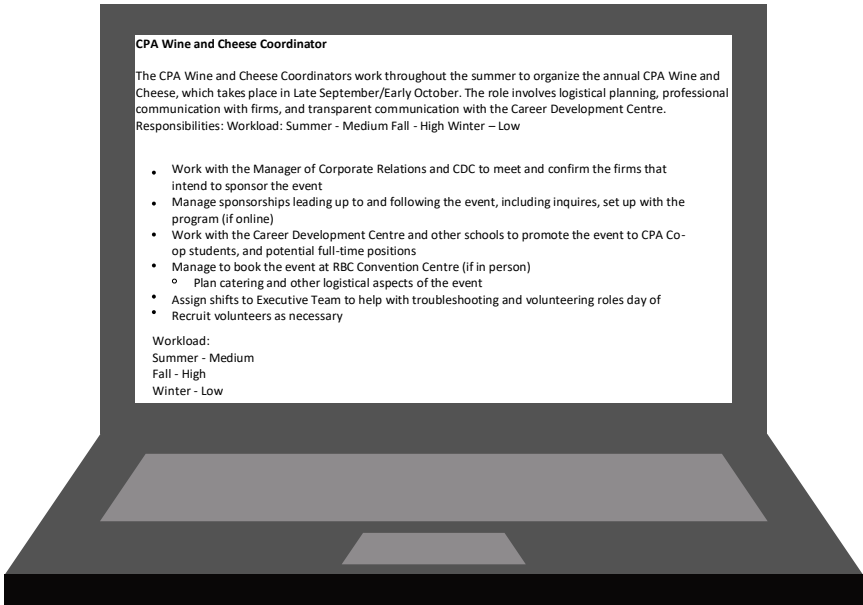 CPA Wine and Cheese Coordinator
The CPA Wine and Cheese Coordinators work throughout the summer to organize the annual CPA Wine and
Cheese, which takes place in Late September/Early October. The role involves logistical planning, professional
communication with firms, and transparent communication with the Career Development Centre.
Responsibilities: Workload: Summer - Medium Fall - High Winter – Low
• Work with the Manager of Corporate Relations and CDC to meet and confirm the firms that
intend to sponsor the event
• Manage sponsorships leading up to and following the event, including inquires, set up with the
program (if online)
• Work with the Career Development Centre and other schools to promote the event to CPA Co-
op students, and potential full-time positions
• Manage to book the event at RBC Convention Centre (if in person)
o Plan catering and other logistical aspects of the event
• Assign shifts to Executive Team to help with troubleshooting and volunteering roles day of
• Recruit volunteers as necessary
Workload:
Summer - Medium
Fall - High
Winter - Low